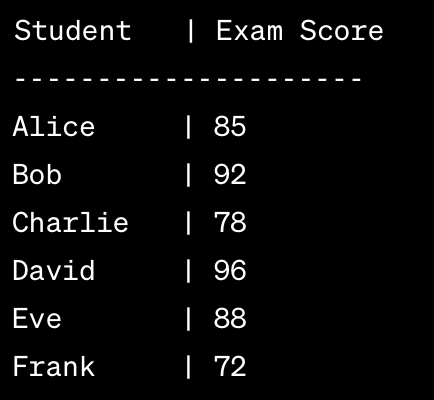 Student   | Exam Score
---------------------
Alice     | 85
Bob       | 92
Charlie   | 78
David     | 96
Eve       | 88
Frank     | 72